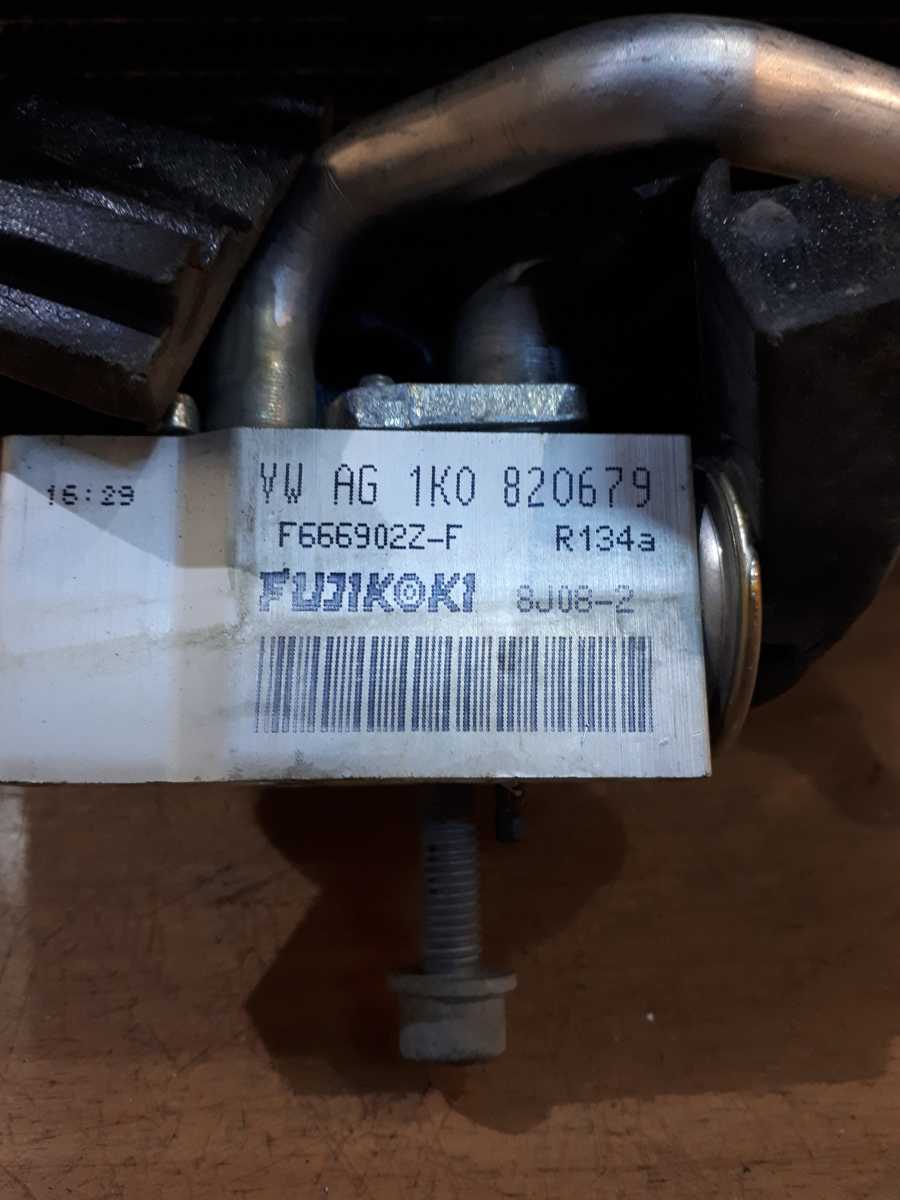 16:29
VW AG 1K0 820679
F666902Z-F R134a
FUJIKOKI 8J08-2